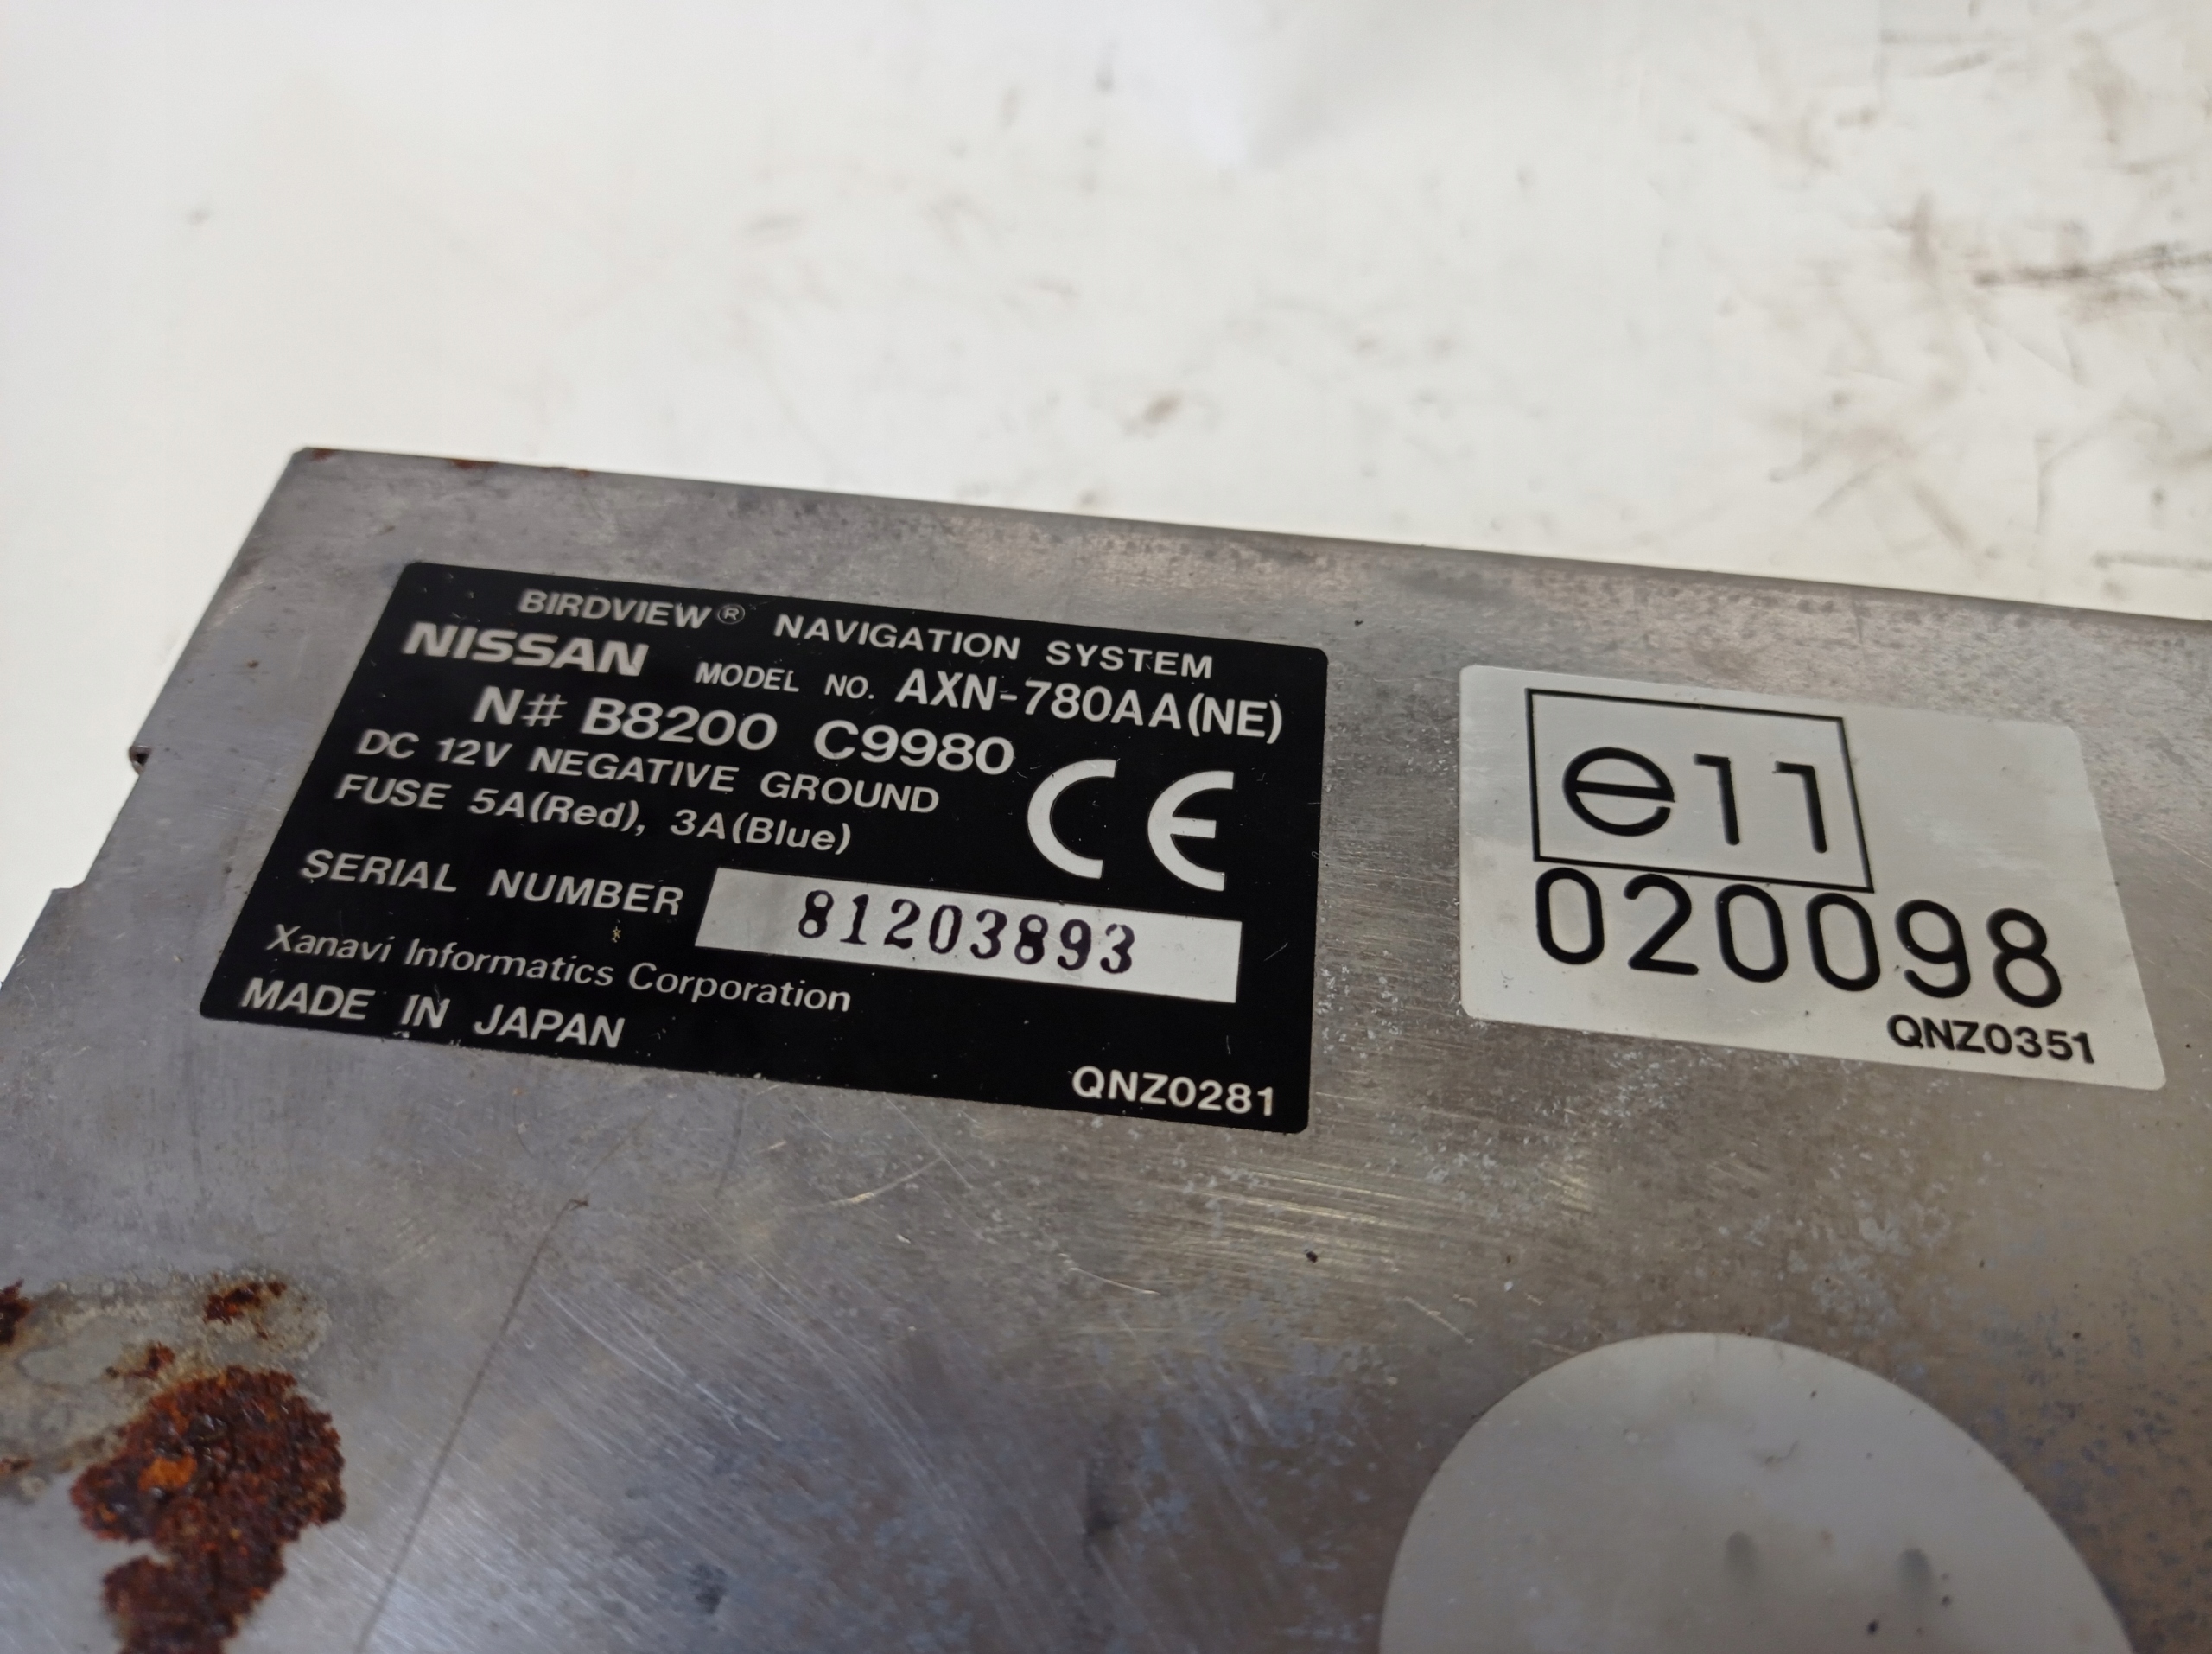 BIRDVIEW® NAVIGATION SYSTEM
NISSAN MODEL NO. AXN-780AA(NE)
N# B8200 C9980
DC 12V NEGATIVE GROUND
FUSE 5A(Red), 3A(Blue)
CE
SERIAL NUMBER 81203893
Xanavi Informatics Corporation
MADE IN JAPAN
QNZ0281
e11
020098
QNZ0351